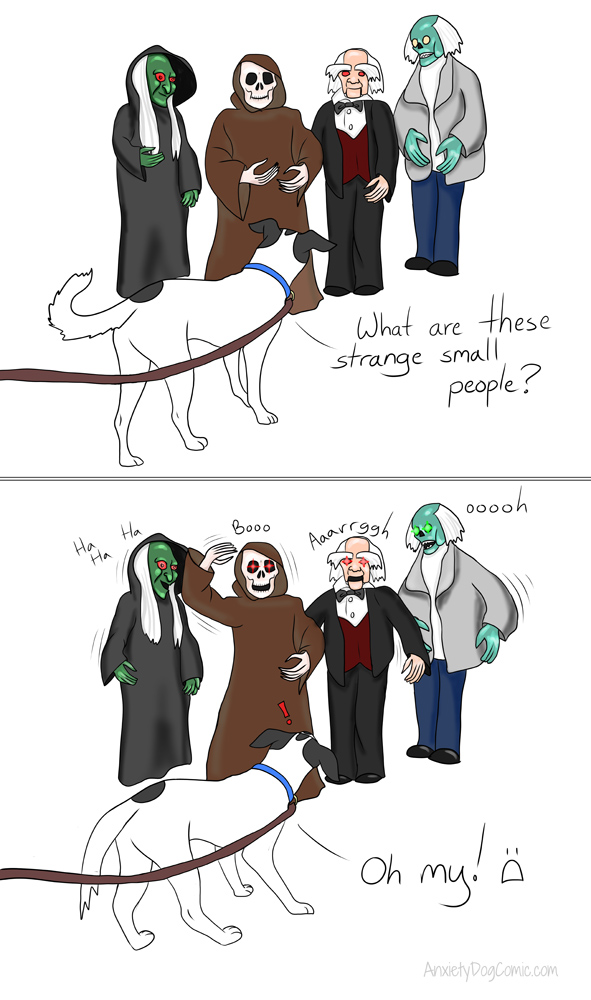 What are these
strange small
people?
Ha Ha Ha
Booo
Aaarrggh
ooooh
!
Oh my!
AnxietyDogComic.com